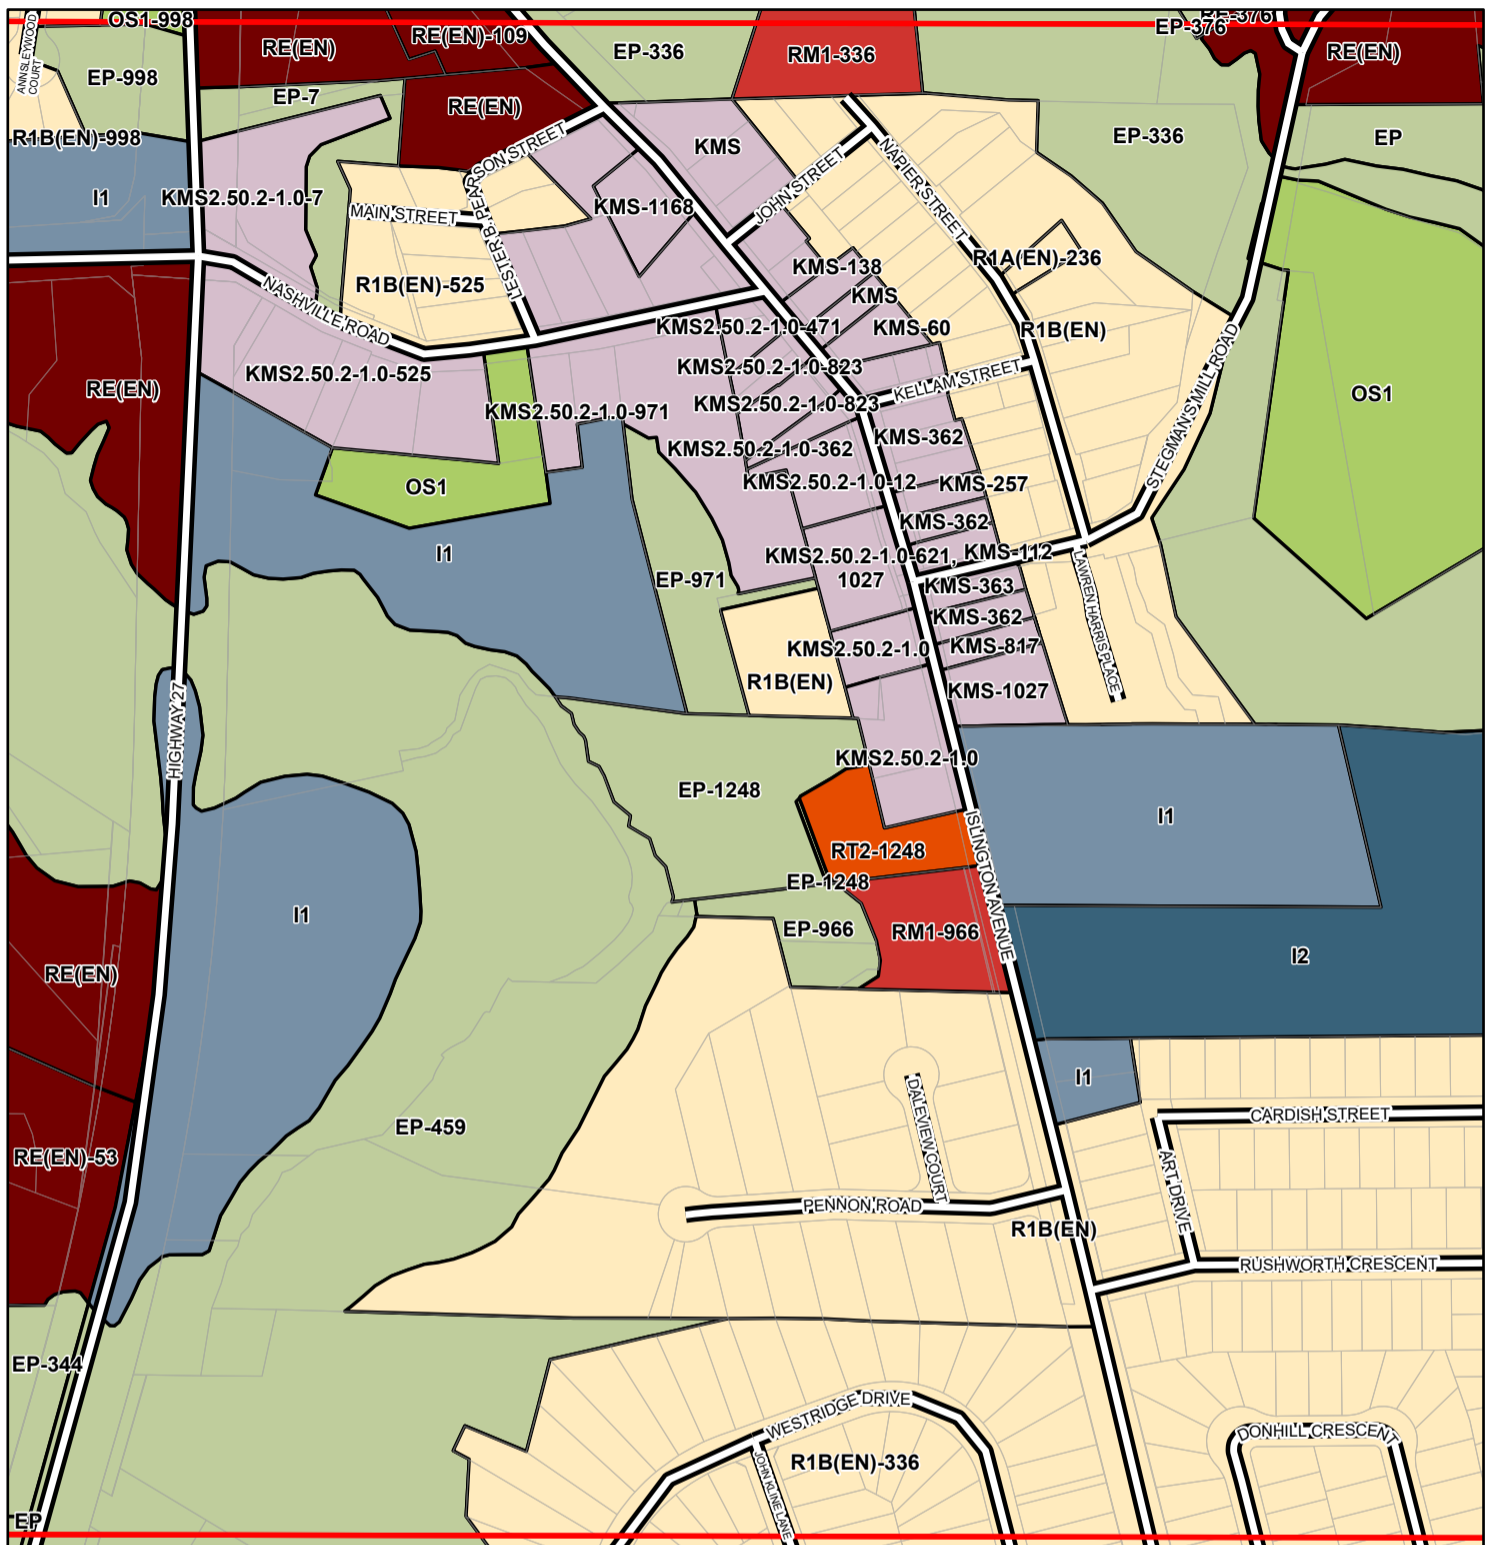 ANNSLEYWOOD
COURT
OS1-998
RE(EN)
RE(EN)-109
EP-336
RM1-336
EP-376
RE-376
RE(EN)
EP-998
EP-7
RE(EN)
R1B(EN)-998
KMS
EP-336
EP
I1
KMS2.50.2-1.0-7
LESTER B. PEARSON STREET
MAIN STREET
KMS-1168
JOHN STREET
NAPIER STREET
R1A(EN)-236
KMS-138
R1B(EN)-525
KMS
NASHVILLE ROAD
KMS2.50.2-1.0-471
KMS-60
R1B(EN)
KMS2.50.2-1.0-525
KMS2.50.2-1.0-823
KELLAM STREET
STEGMAN'S MILL ROAD
RE(EN)
OS1
KMS2.50.2-1.0-971
KMS2.50.2-1.0-823
KMS-362
KMS2.50.2-1.0-362
OS1
KMS2.50.2-1.0-12
KMS-257
KMS-362
I1
KMS2.50.2-1.0-621,
1027
KMS-112
EP-971
KMS-363
KMS-362
LAWREN HARRIS PLACE
KMS2.50.2-1.0
KMS-817
R1B(EN)
KMS-1027
HIGHWAY 27
KMS2.50.2-1.0
EP-1248
I1
RT2-1248
ISLINGTON AVENUE
EP-1248
I1
EP-966
RM1-966
I2
RE(EN)
I1
DALEVIEW COURT
CARDISH STREET
EP-459
RE(EN)-53
ART DRIVE
PENNON ROAD
R1B(EN)
RUSHWORTH CRESCENT
EP-344
WESTRIDGE DRIVE
DONHILL CRESCENT
R1B(EN)-336
JOHN KLINE LANE
EP